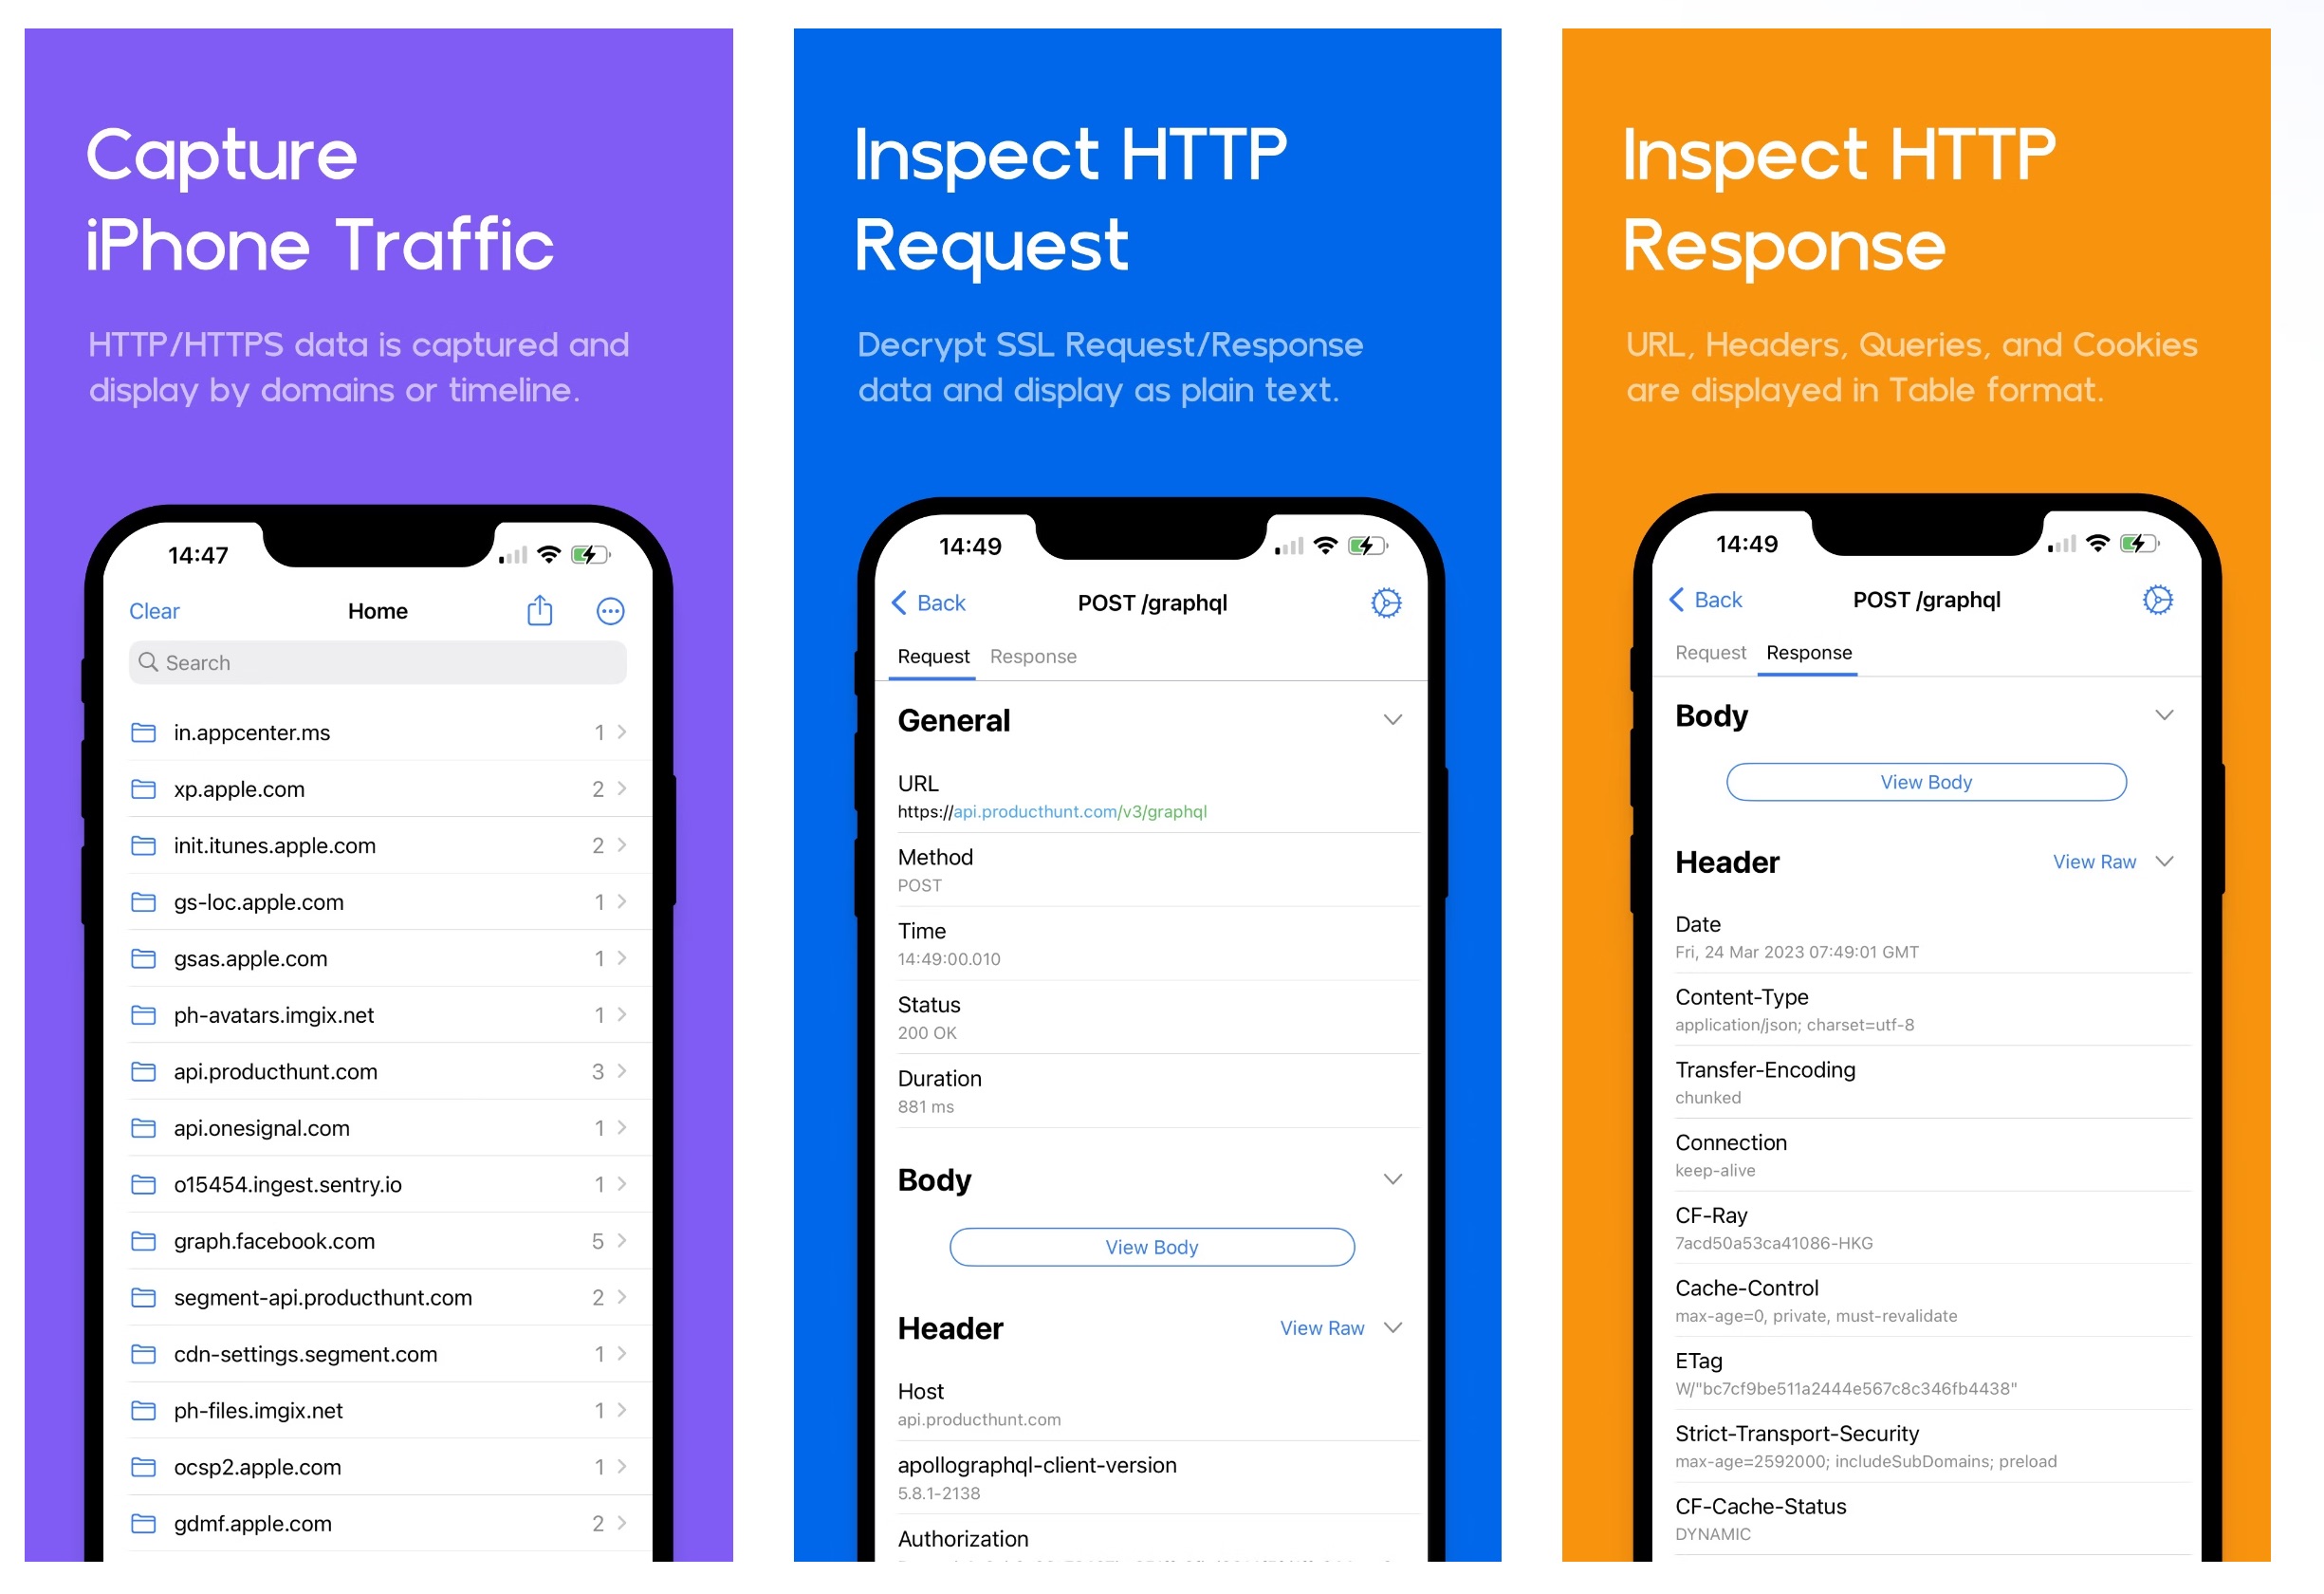 Capture
iPhone Traffic
HTTP/HTTPS data is captured and
display by domains or timeline.
14:47
Clear Home
Search
in.appcenter.ms 1
xp.apple.com 2
init.itunes.apple.com 2
gs-loc.apple.com 1
gsas.apple.com 1
ph-avatars.imgix.net 1
api.producthunt.com 3
api.onesignal.com 1
o15454.ingest.sentry.io 1
graph.facebook.com 5
segment-api.producthunt.com 2
cdn-settings.segment.com 1
ph-files.imgix.net 1
ocsp2.apple.com 1
gdmf.apple.com 2
Inspect HTTP
Request
Decrypt SSL Request/Response
data and display as plain text.
14:49
Back POST /graphql
Request Response
General
URL
https://api.producthunt.com/v3/graphql
Method
POST
Time
14:49:00.010
Status
200 OK
Duration
881 ms
Body
View Body
Header View Raw
Host
api.producthunt.com
apollographql-client-version
5.8.1-2138
Authorization
Inspect HTTP
Response
URL, Headers, Queries, and Cookies
are displayed in Table format.
14:49
Back POST /graphql
Request Response
Body
View Body
Header View Raw
Date
Fri, 24 Mar 2023 07:49:01 GMT
Content-Type
application/json; charset=utf-8
Transfer-Encoding
chunked
Connection
keep-alive
CF-Ray
7acd50a53ca41086-HKG
Cache-Control
max-age=0, private, must-revalidate
ETag
W/"bc7cf9be511a2444e567c8c346fb4438"
Strict-Transport-Security
max-age=2592000; includeSubDomains; preload
CF-Cache-Status
DYNAMIC